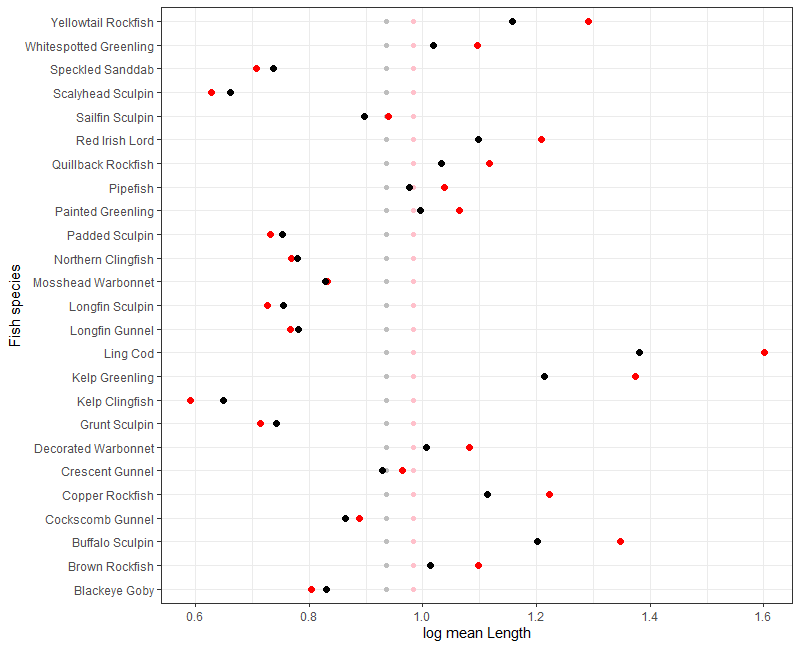 Yellowtail Rockfish
Whitespotted Greenling
Speckled Sanddab
Scalyhead Sculpin
Sailfin Sculpin
Red Irish Lord
Quillback Rockfish
Pipefish
Painted Greenling
Padded Sculpin
Northern Clingfish
Mosshead Warbonnet
Longfin Sculpin
Longfin Gunnel
Ling Cod
Kelp Greenling
Kelp Clingfish
Grunt Sculpin
Decorated Warbonnet
Crescent Gunnel
Copper Rockfish
Cockscomb Gunnel
Buffalo Sculpin
Brown Rockfish
Blackeye Goby
Fish species
0.6 0.8 1.0 1.2 1.4 1.6
log mean Length